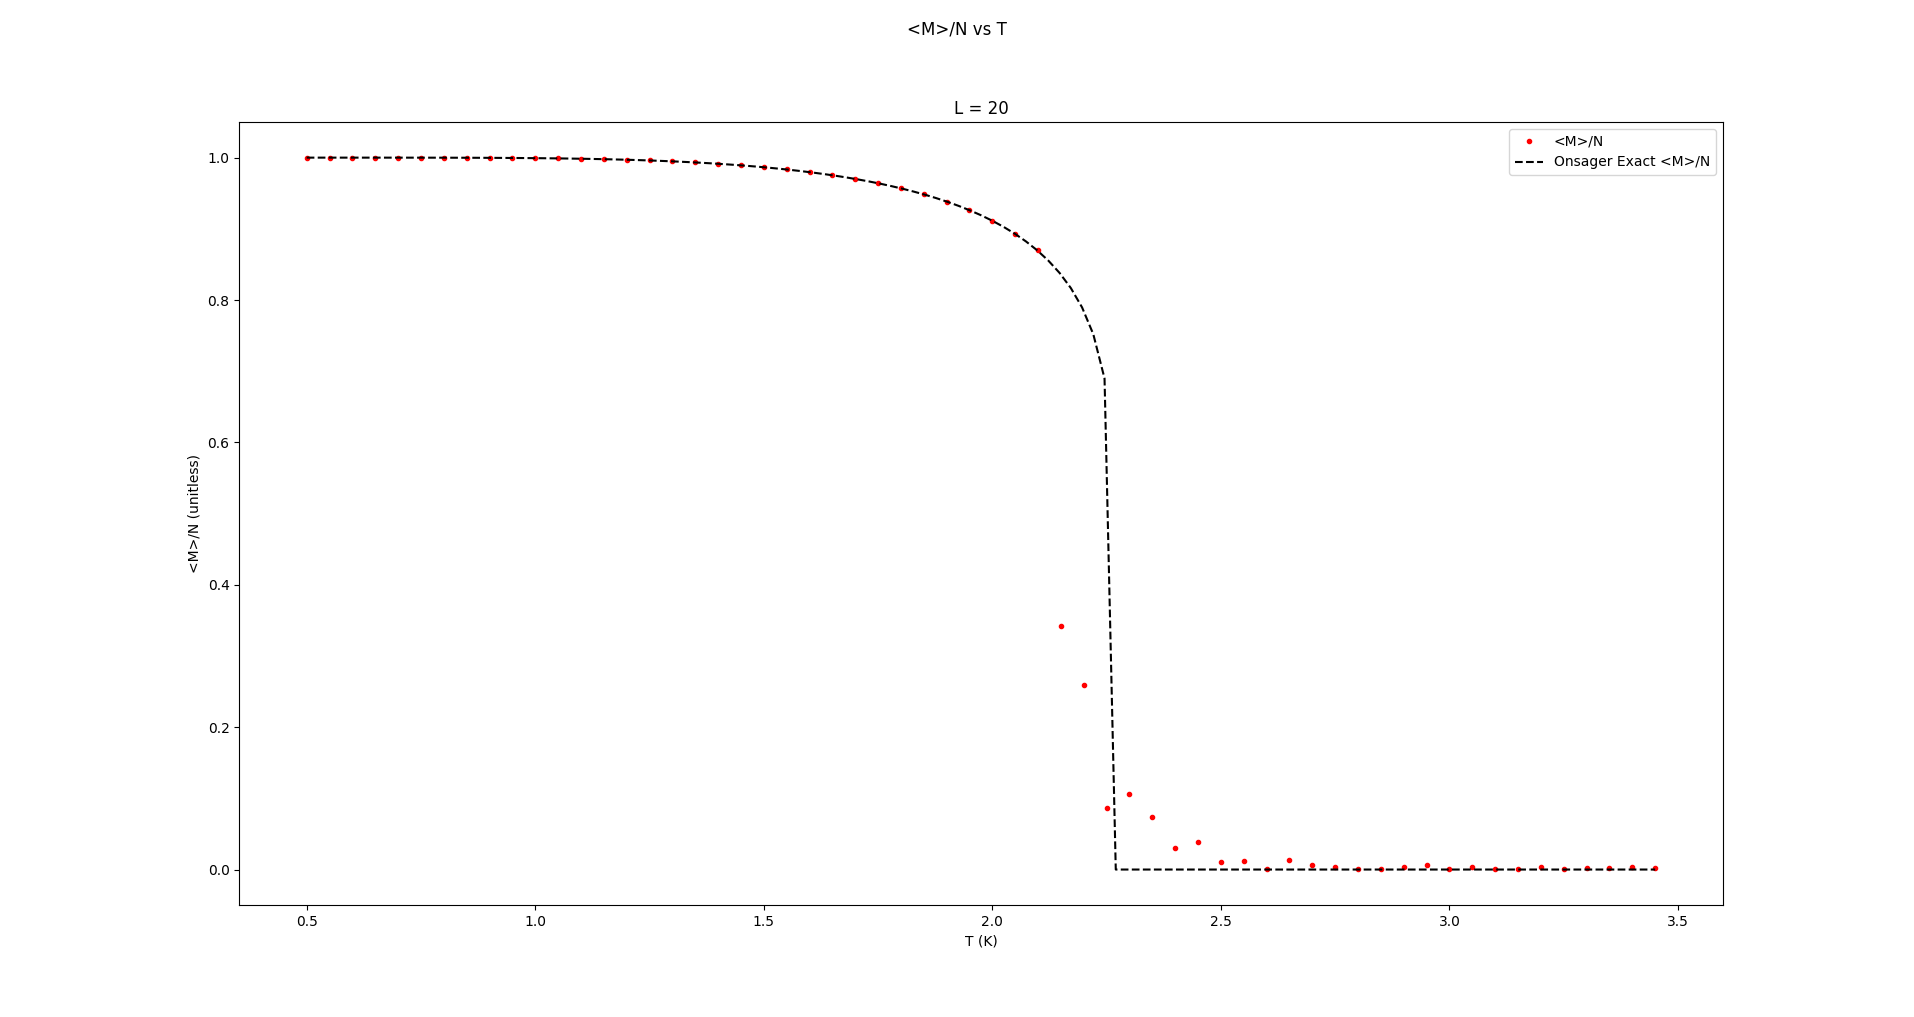 <M>/N vs T
L = 20
<M>/N
Onsager Exact <M>/N
1.0
0.8
0.6
0.4
0.2
0.0
<M>/N (unitless)
0.5 1.0 1.5 2.0 2.5 3.0 3.5
T (K)